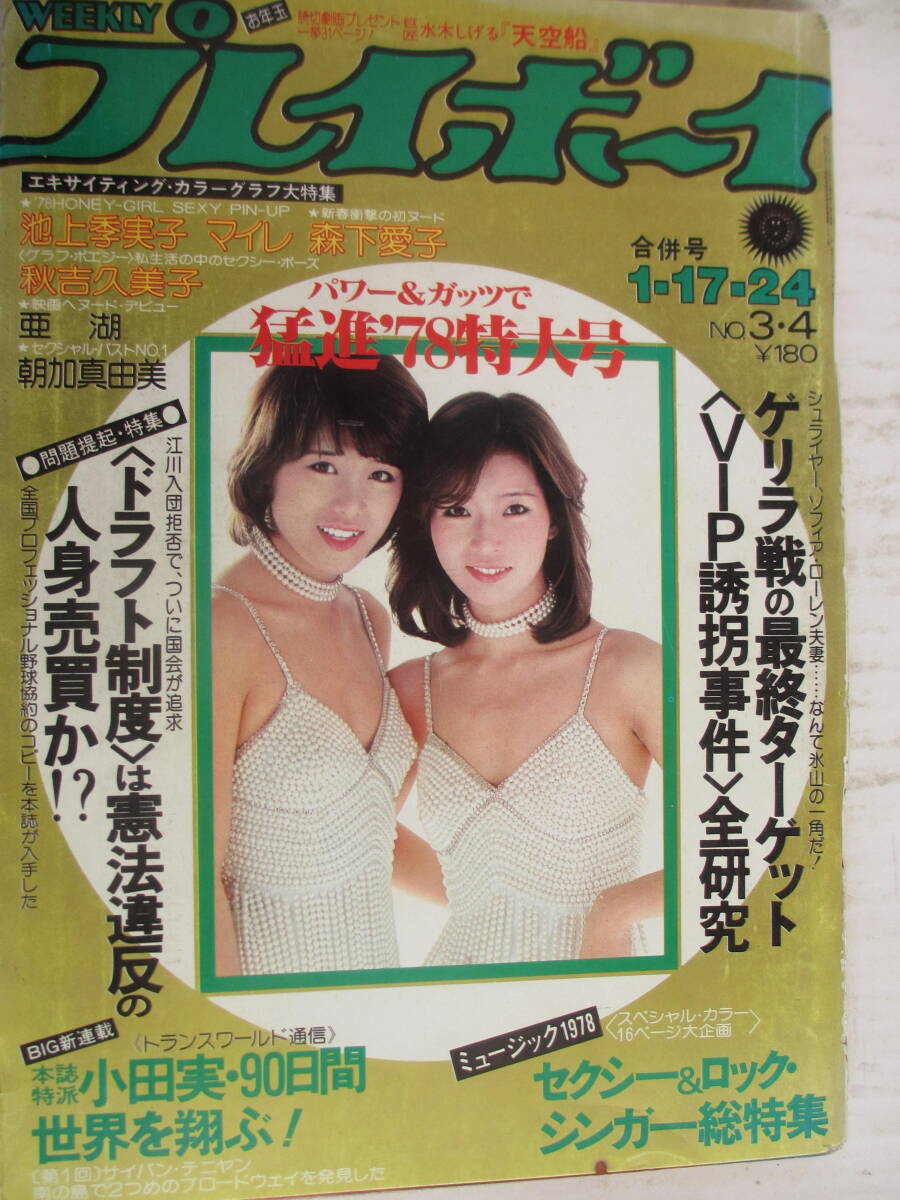 WEEKLY
プレイボーイ
お年玉
読切劇画プレゼント
一挙31ページ!
巨匠 水木しげる『天空船』
エキサイティング・カラーグラフ大特集
★'78HONEY-GIRL SEXY PIN-UP ★新春衝撃の初ヌード
池上季実子 マイレ 森下愛子
〈グラフ・ポエジー〉私生活の中のセクシー・ポーズ
秋吉久美子
★映画へヌード・デビュー
亜 湖
★セクシャル・バストNO.1
朝加真由美
合併号
1・17・24
NO.3・4
¥180
パワー&ガッツで
猛進'78特大号
シュライヤー・ソフィア・ローレン夫妻……なんて氷山の一角だ!
ゲリラ戦の最終ターゲット
〈VIP誘拐事件〉全研究
●問題提起・特集●
江川入団拒否で、ついに国会が追求
〈ドラフト制度〉は憲法違反の
人身売買か!?
全国プロフェッショナル野球協約のコピーを本誌が入手した
BIG新連載
《トランスワールド通信》
本誌特派 小田実・90日間
世界を翔ぶ!
〔第1回〕サイパン・テニヤン
南の島で2つめのブロードウェイを発見した
ミュージック1978
〈スペシャル・カラー
16ページ大企画〉
セクシー&ロック・
シンガー総特集